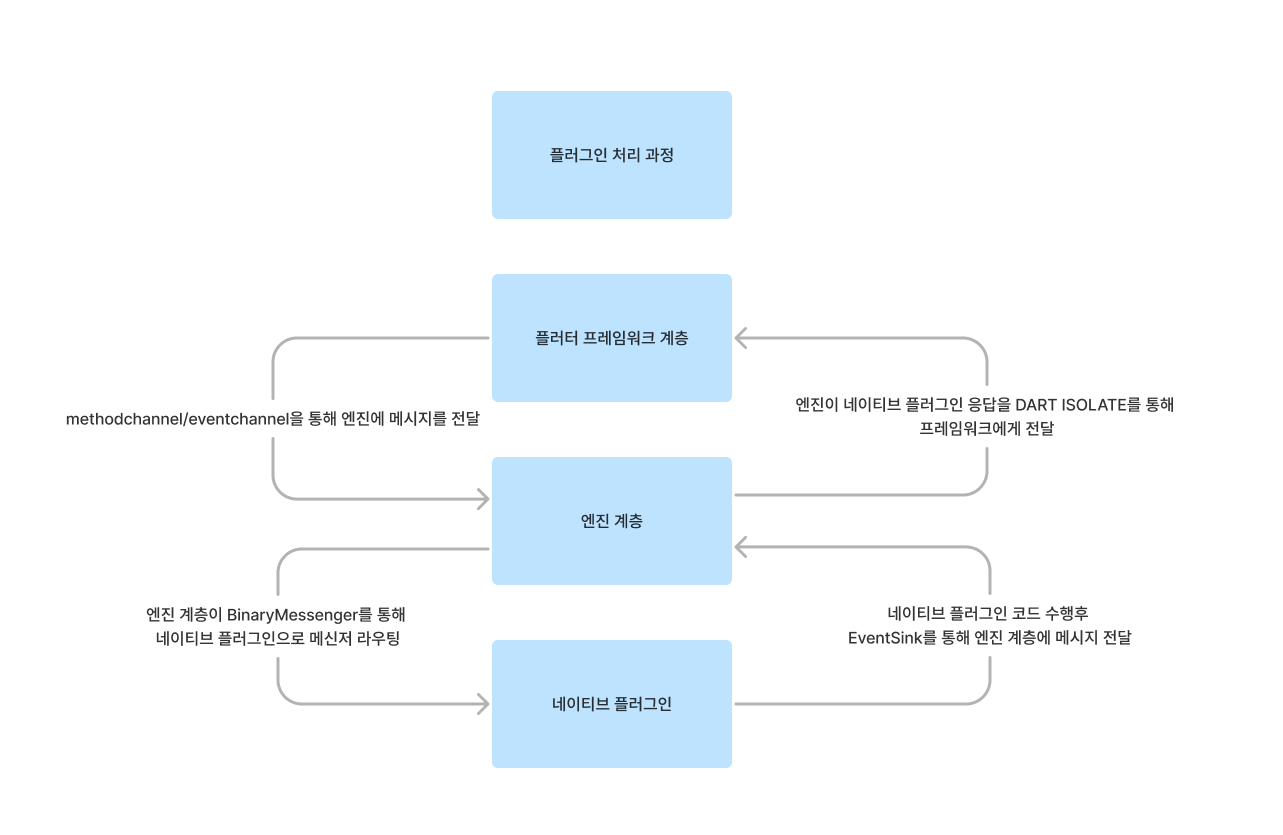 플러그인 처리 과정
플러터 프레임워크 계층
methodchannel/eventchannel을 통해 엔진에 메시지를 전달
엔진이 네이티브 플러그인 응답을 DART ISOLATE를 통해
프레임워크에게 전달
엔진 계층
엔진 계층이 BinaryMessenger를 통해
네이티브 플러그인으로 메신저 라우팅
네이티브 플러그인 코드 수행후
EventSink를 통해 엔진 계층에 메시지 전달
네이티브 플러그인